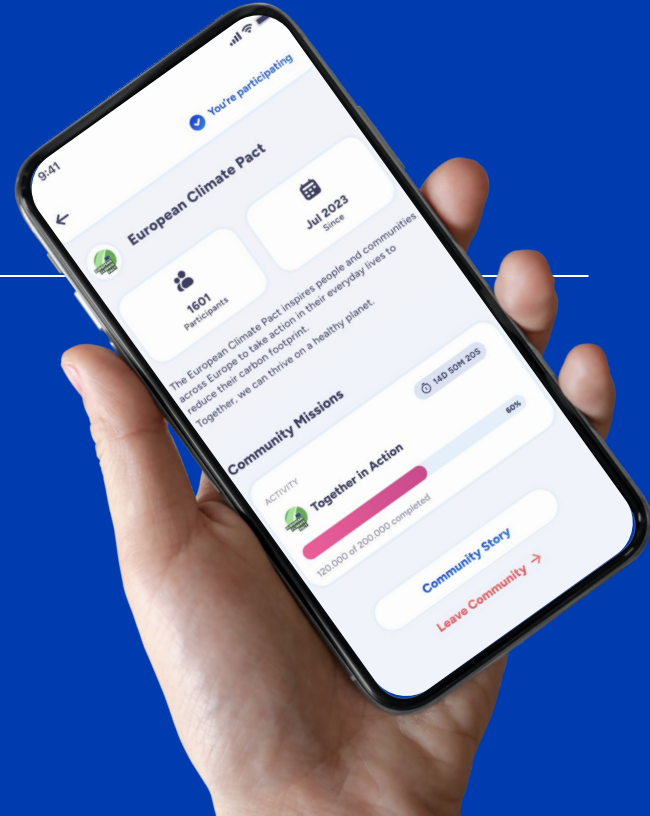 9:41
You're participating
European Climate Pact
1601
Participants
Jul 2023
Since
The European Climate Pact inspires people and communities
across Europe to take action in their everyday lives to
reduce their carbon footprint.
Together, we can thrive on a healthy planet.
Community Missions
14D 50M 20S
ACTIVITY
Together in Action
60%
120.000 of 200.000 completed
Community Story
Leave Community